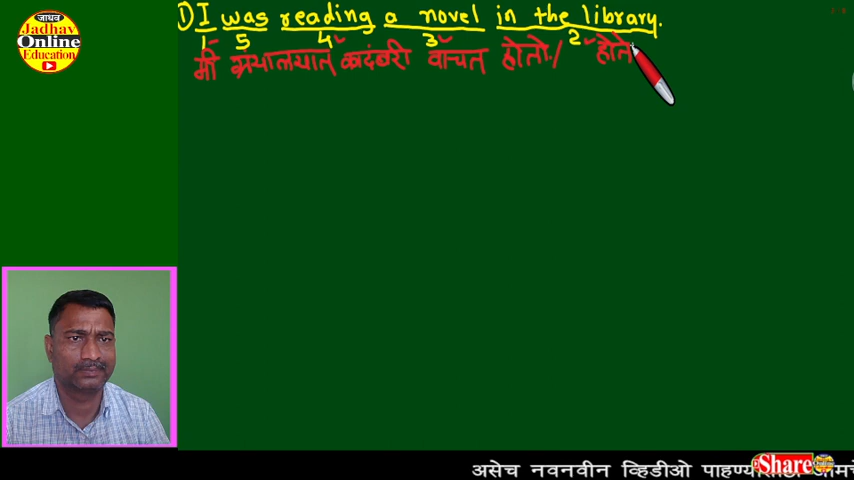 जाधव
Jadhav
Online
Education
1) I was reading a novel in the library.
1 5 4 3 2
मी ग्रंथालयात कादंबरी वाचत होतो. / होते
असेच नवनवीन व्हिडीओ पाहण्यासाठी आमचे
Share